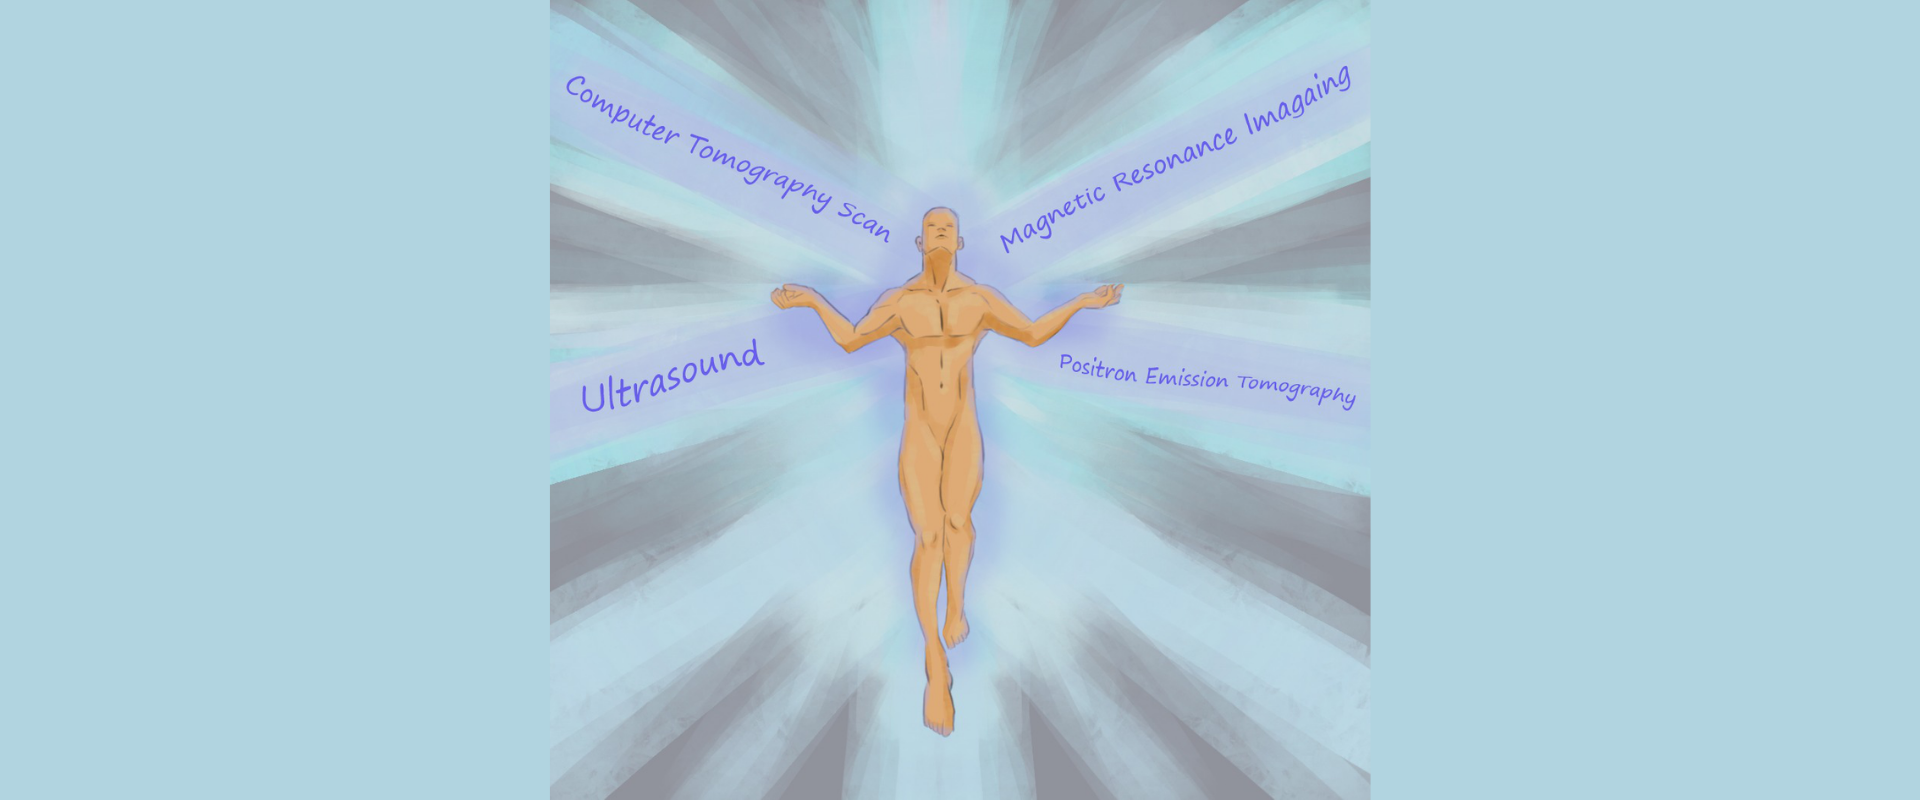 Computer Tomography Scan
Magnetic Resonance Imagaing
Ultrasound
Positron Emission Tomography